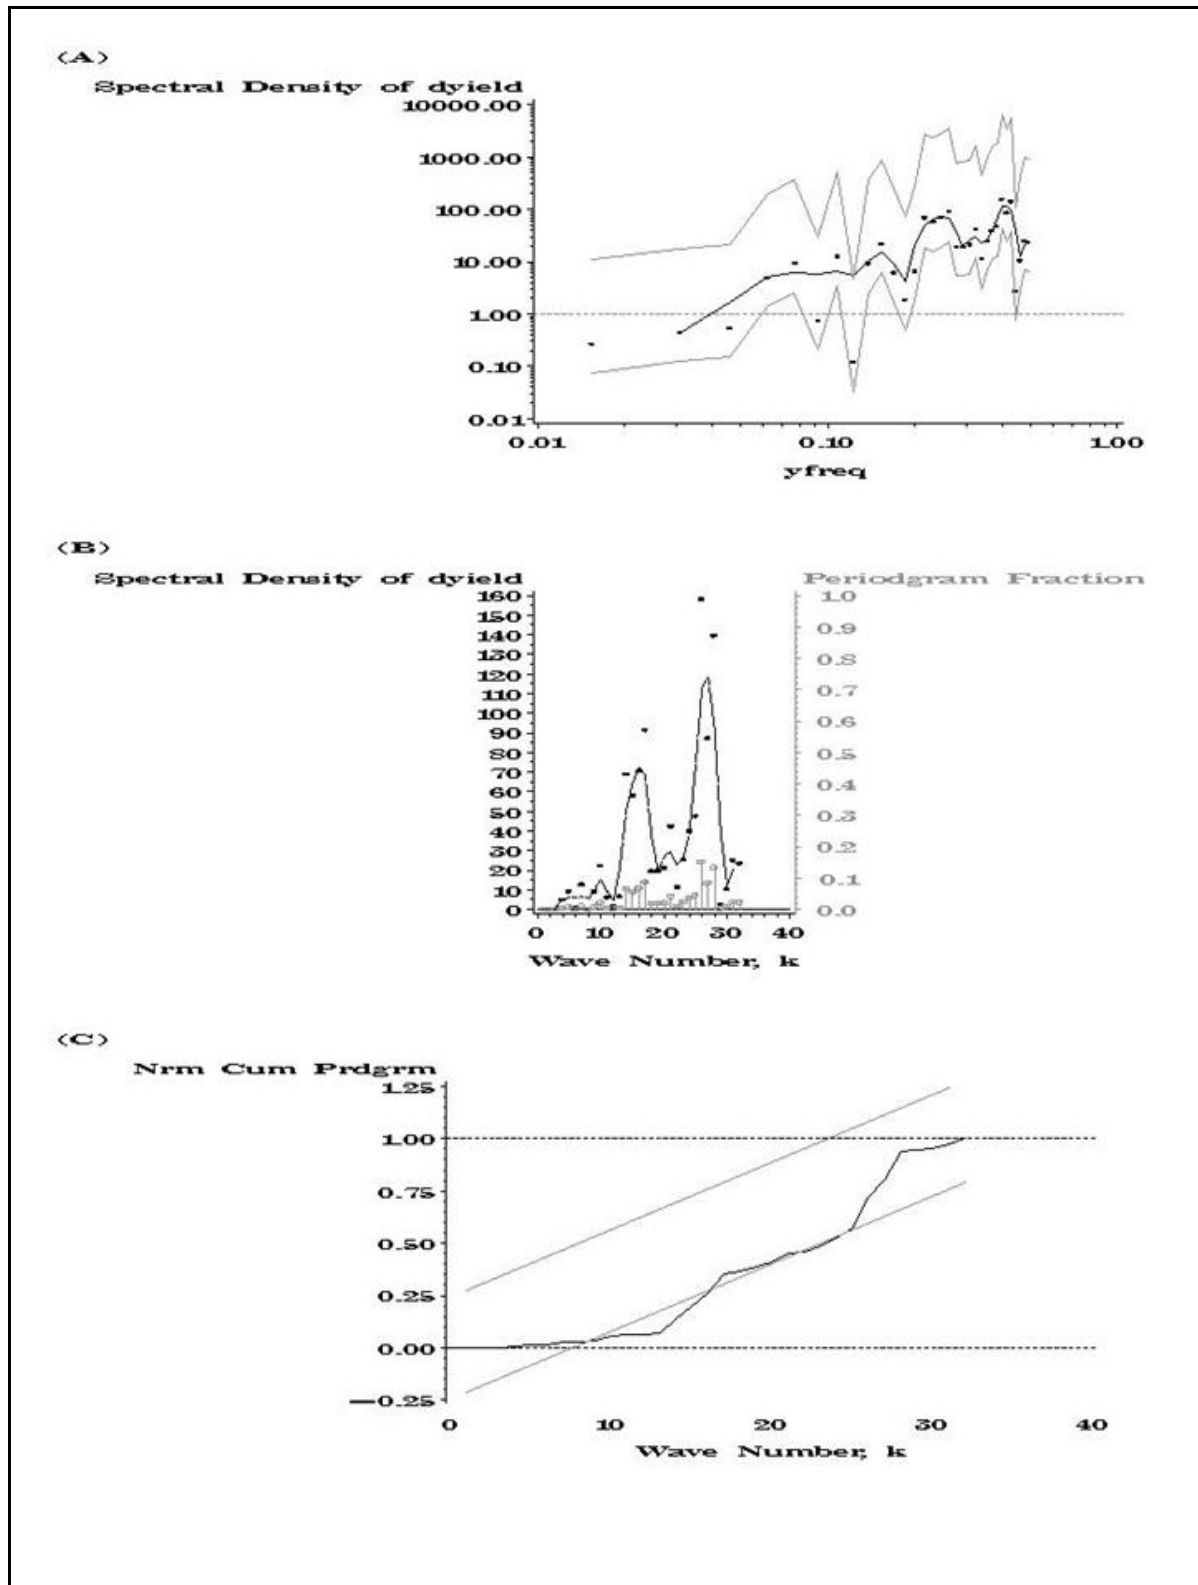 (A)
Spectral Density of dyield
10000.00
1000.00
100.00
10.00
1.00
0.10
0.01
0.01 0.10 1.00
yfreq
(B)
Spectral Density of dyield Periodgram Fraction
160 1.0
150
140 0.9
130 0.8
120
110 0.7
100 0.6
90
80 0.5
70 0.4
60
50 0.3
40
30 0.2
20 0.1
10
0 0.0
0 10 20 30 40
Wave Number, k
(C)
Nrm Cum Prdgrm
1.25
1.00
0.75
0.50
0.25
0.00
−0.25
0 10 20 30 40
Wave Number, k